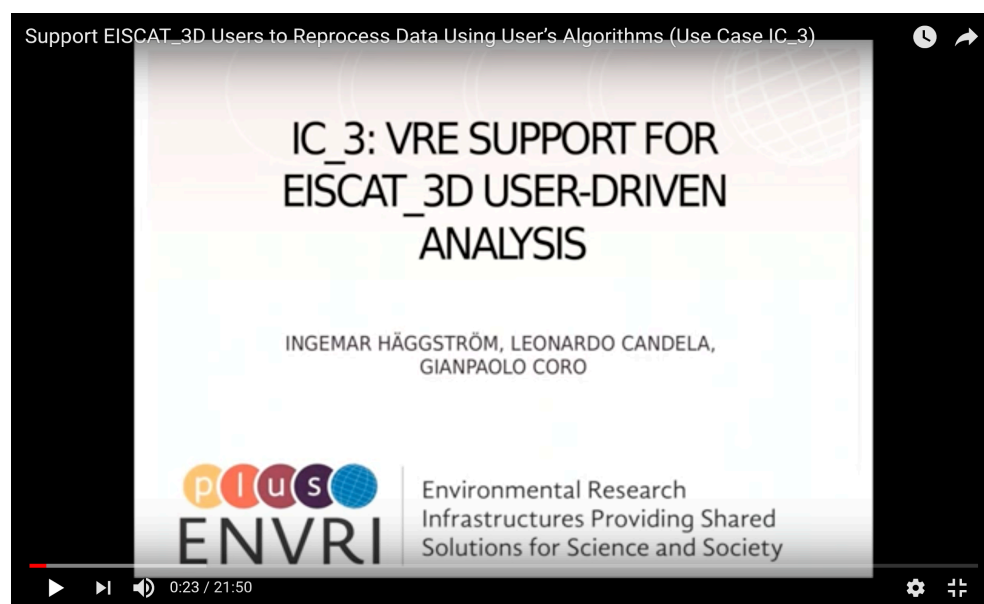 Support EISCAT_3D Users to Reprocess Data Using User's Algorithms (Use Case IC_3)
IC_3: VRE SUPPORT FOR
EISCAT_3D USER-DRIVEN
ANALYSIS
INGEMAR HÄGGSTRÖM, LEONARDO CANDELA,
GIANPAOLO CORO
plus
ENVRI
Environmental Research
Infrastructures Providing Shared
Solutions for Science and Society
0:23 / 21:50